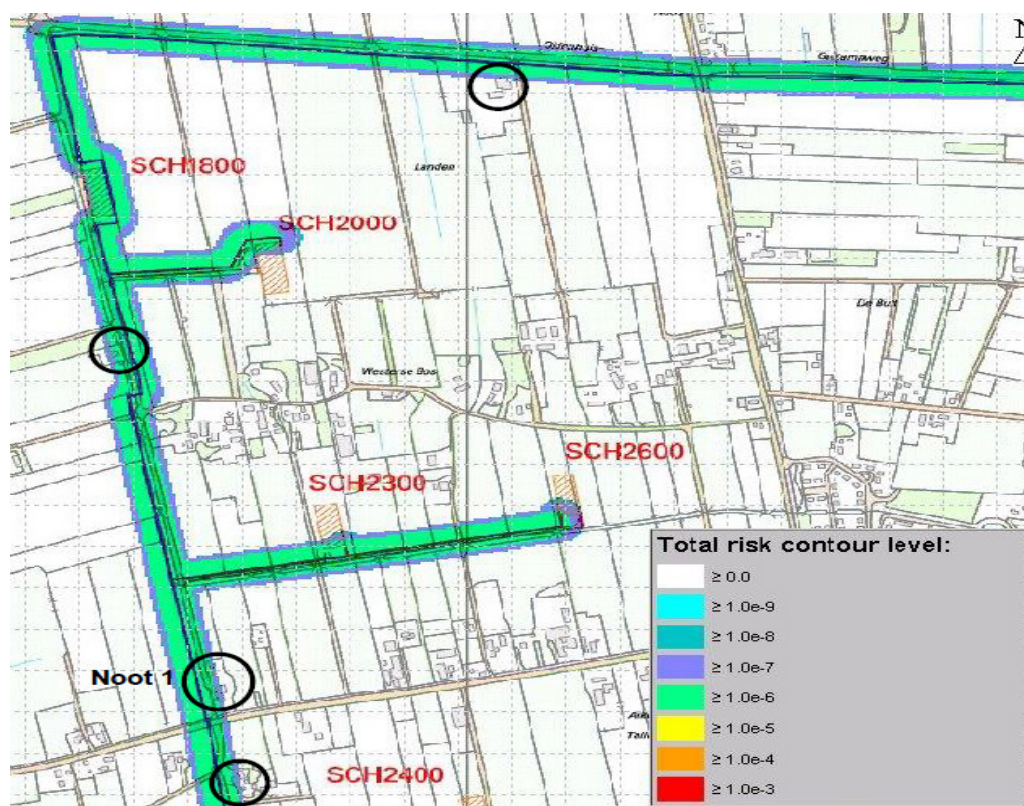 N
Gasampweg
SCH1800
Landen
SCH2000
De Bult
Westerse Bos
SCH2600
SCH2300
Total risk contour level:
≥ 0.0
≥ 1.0e-9
≥ 1.0e-8
≥ 1.0e-7
≥ 1.0e-6
≥ 1.0e-5
≥ 1.0e-4
≥ 1.0e-3
Noot 1
SCH2400